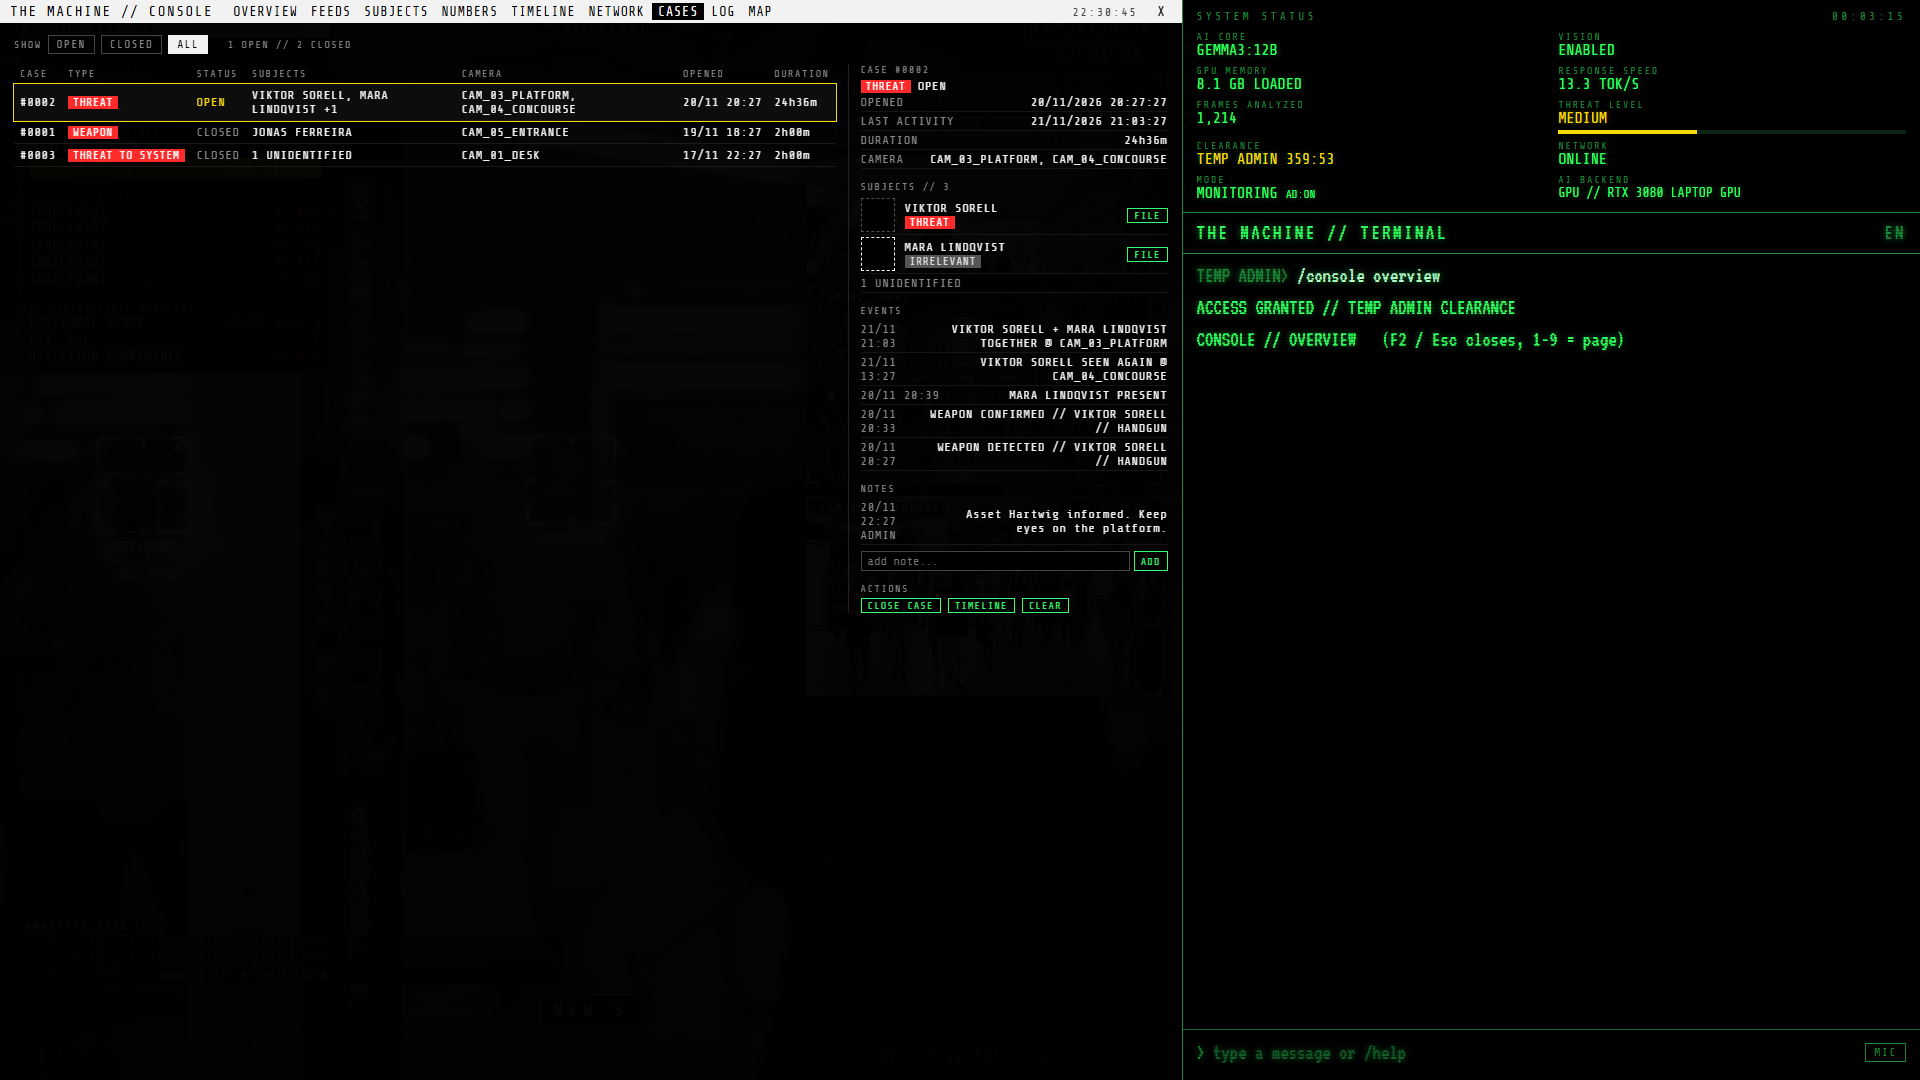 THE MACHINE // CONSOLE OVERVIEW FEEDS SUBJECTS NUMBERS TIMELINE NETWORK CASES LOG MAP 22:30:45 X
SHOW OPEN CLOSED ALL 1 OPEN // 2 CLOSED
CASE TYPE STATUS SUBJECTS CAMERA OPENED DURATION
#0002 THREAT OPEN VIKTOR SORELL, MARA LINDQVIST +1 CAM_03_PLATFORM, CAM_04_CONCOURSE 20/11 20:27 24h36m
#0001 WEAPON CLOSED JONAS FERREIRA CAM_05_ENTRANCE 19/11 18:27 2h00m
#0003 THREAT TO SYSTEM CLOSED 1 UNIDENTIFIED CAM_01_DESK 17/11 22:27 2h00m
CASE #0002
THREAT OPEN
OPENED 20/11/2026 20:27:27
LAST ACTIVITY 21/11/2026 21:03:27
DURATION 24h36m
CAMERA CAM_03_PLATFORM, CAM_04_CONCOURSE
SUBJECTS // 3
VIKTOR SORELL
THREAT
FILE
MARA LINDQVIST
IRRELEVANT
FILE
1 UNIDENTIFIED
EVENTS
21/11 21:03 VIKTOR SORELL + MARA LINDQVIST
TOGETHER @ CAM_03_PLATFORM
21/11 13:27 VIKTOR SORELL SEEN AGAIN @
CAM_04_CONCOURSE
20/11 20:39 MARA LINDQVIST PRESENT
20/11 20:33 WEAPON CONFIRMED // VIKTOR SORELL
// HANDGUN
20/11 20:27 WEAPON DETECTED // VIKTOR SORELL
// HANDGUN
NOTES
20/11 22:27 ADMIN Asset Hartwig informed. Keep
eyes on the platform.
add note... ADD
ACTIONS
CLOSE CASE TIMELINE CLEAR
ANALYSIS FEED
NEW S
SYSTEM STATUS 00:03:15
AI CORE
GEMMA3:12B
VISION
ENABLED
GPU MEMORY
8.1 GB LOADED
RESPONSE SPEED
13.3 TOK/S
FRAMES ANALYZED
1,214
THREAT LEVEL
MEDIUM
CLEARANCE
TEMP ADMIN 359:53
NETWORK
ONLINE
MODE
MONITORING AD:ON
AI BACKEND
GPU // RTX 3080 LAPTOP GPU
THE MACHINE // TERMINAL EN
TEMP ADMIN> /console overview
ACCESS GRANTED // TEMP ADMIN CLEARANCE
CONSOLE // OVERVIEW (F2 / Esc closes, 1-9 = page)
> type a message or /help MIC